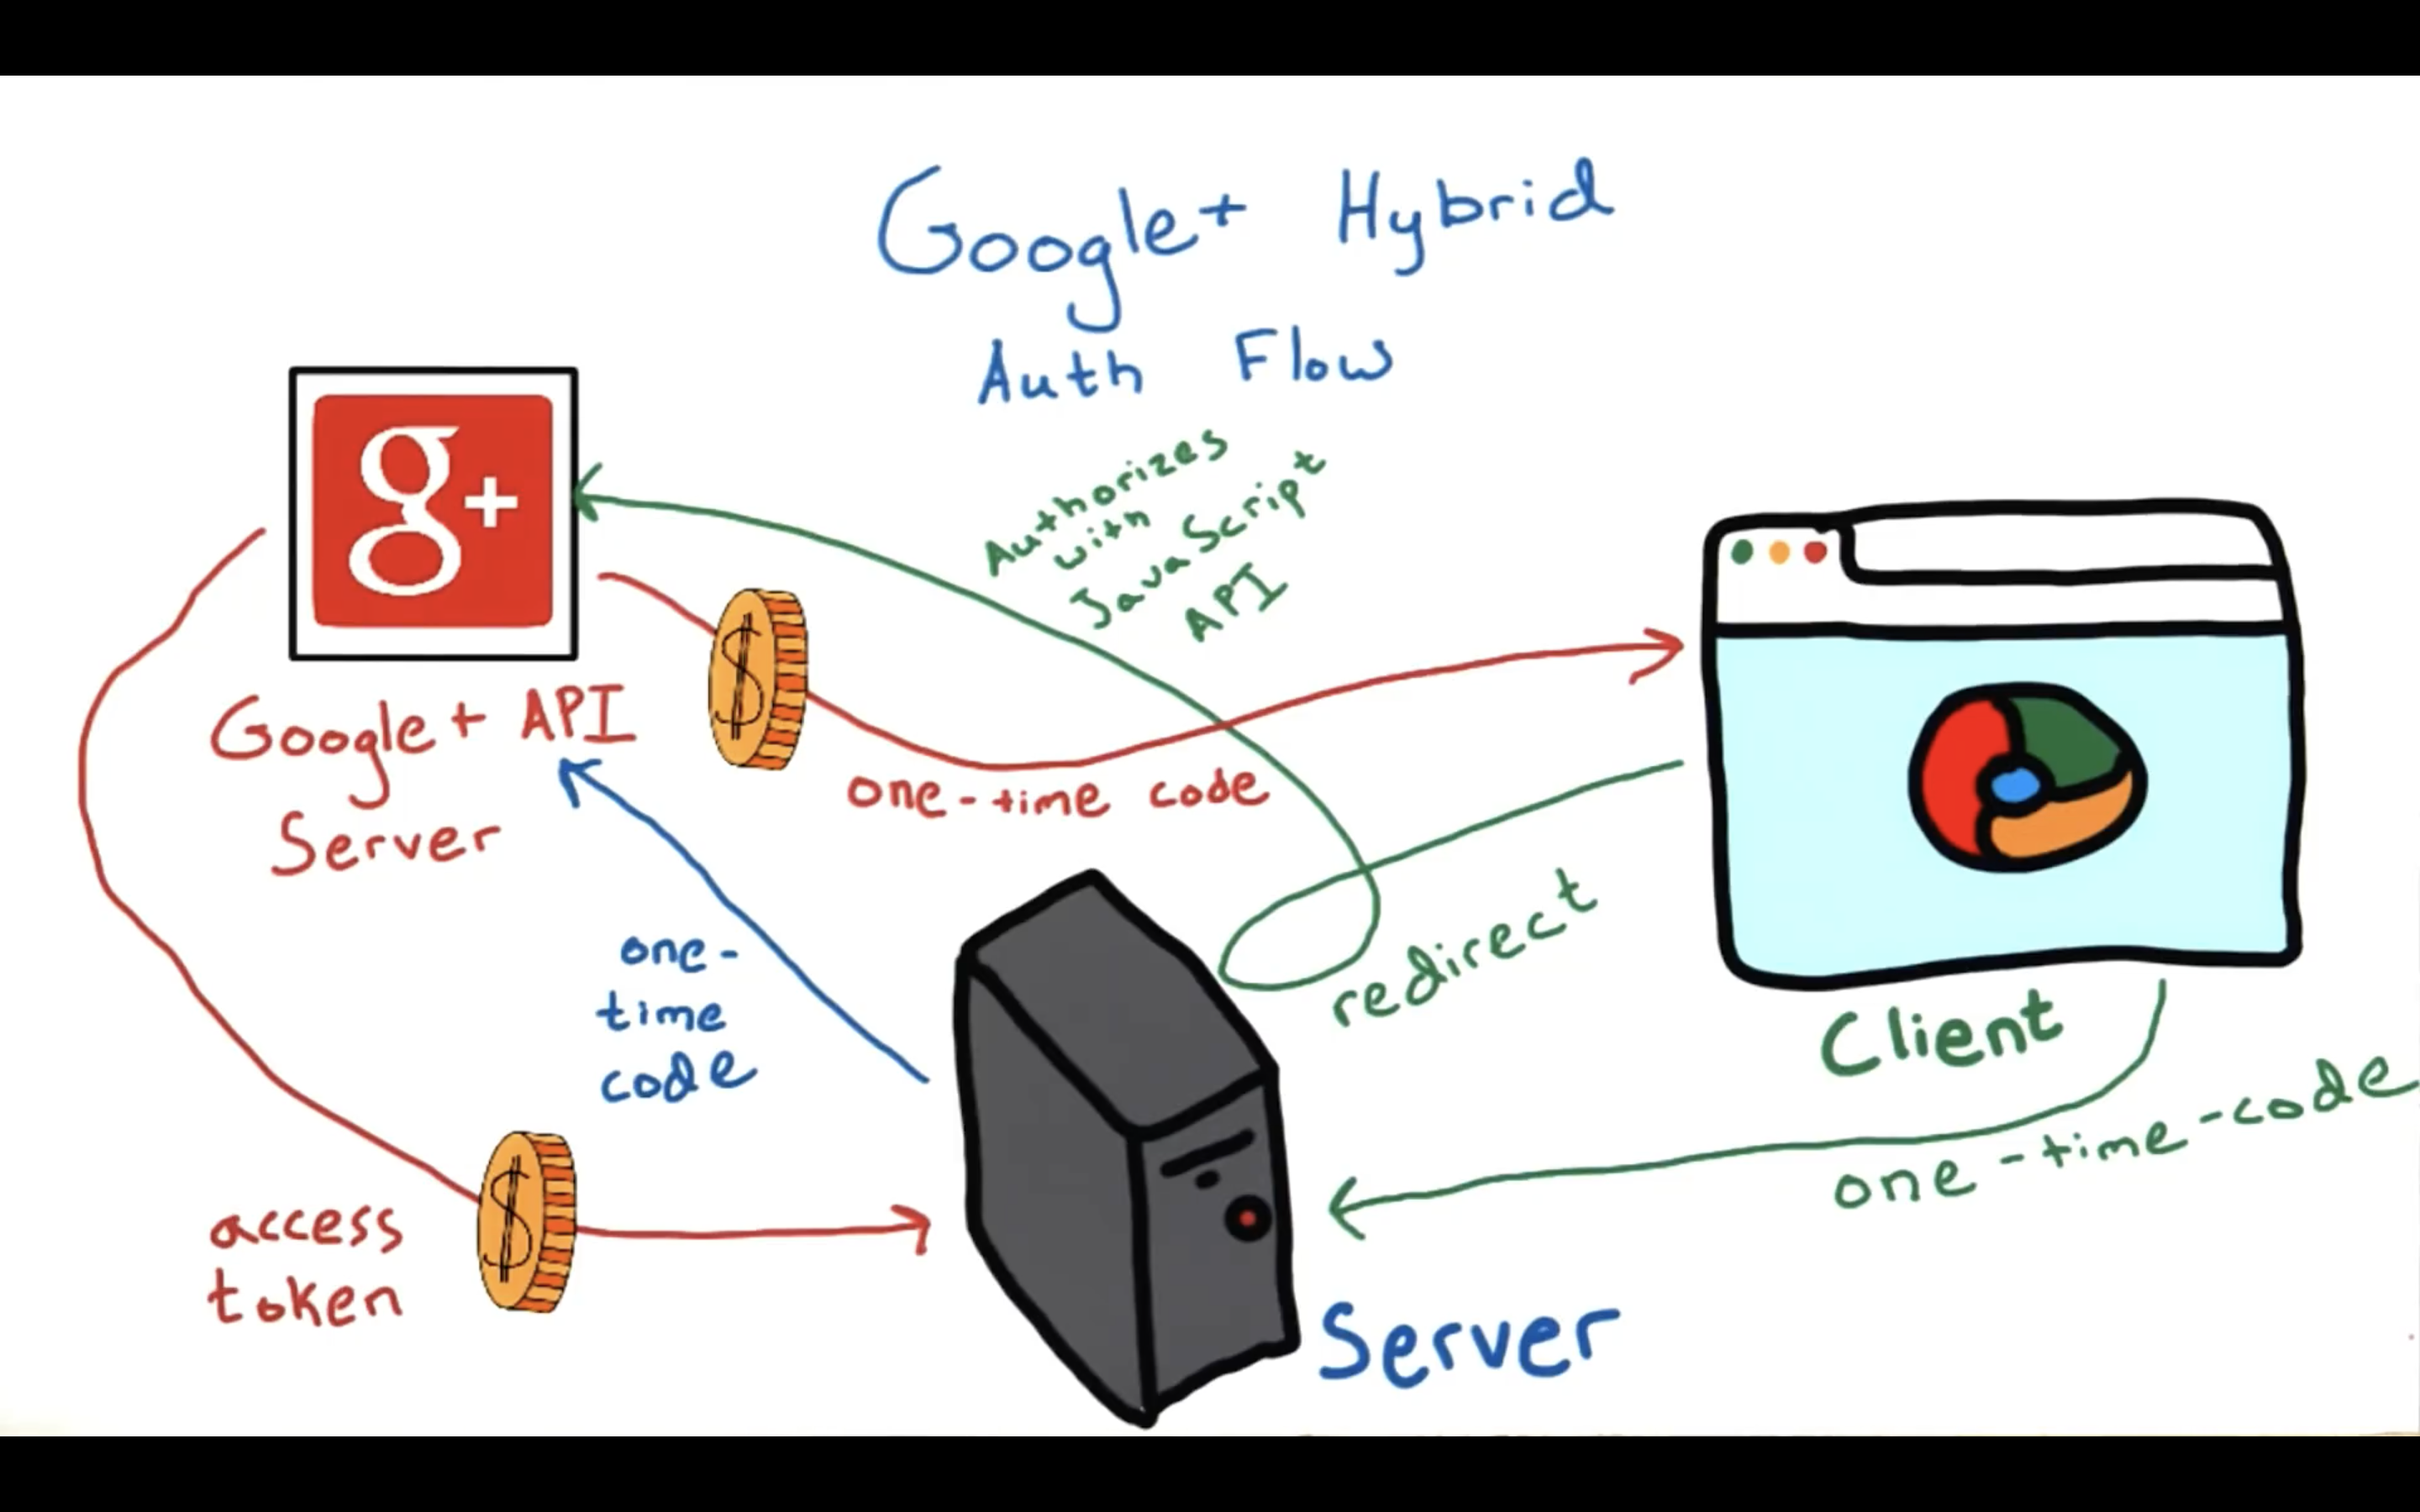 Google+ Hybrid
Auth Flow
Authorizes
with
JavaScript
API
g+
Google+ API
Server
one-time code
redirect
one-
time
code
Client
one-time-code
access
token
Server